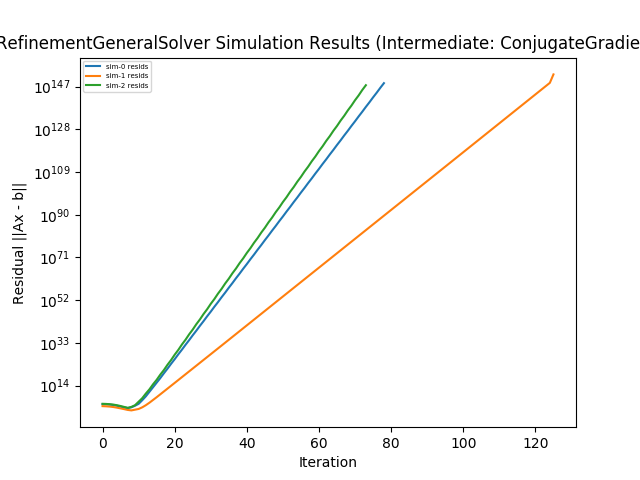 RefinementGeneralSolver Simulation Results (Intermediate: ConjugateGradie
sim-0 resids
sim-1 resids
sim-2 resids
10^147
10^128
10^109
10^90
10^71
10^52
10^33
10^14
Residual ||Ax - b||
0 20 40 60 80 100 120
Iteration